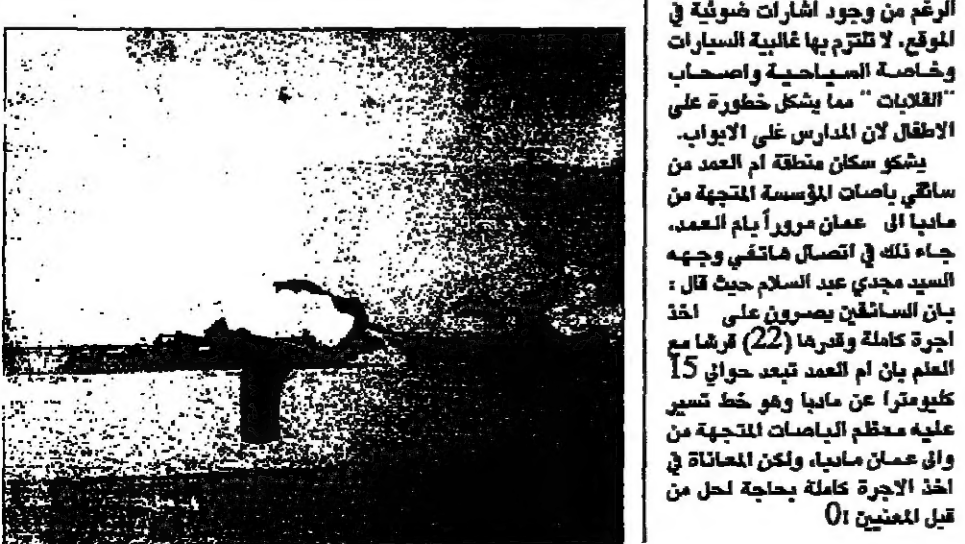 الرغم من وجود اشارات ضوئية في
الموقع، لا تلتزم بها غالبية السيارات
وخاصة السياحية واصحاب
"القلابات" مما يشكل خطورة على
الاطفال لان المدارس على الابواب.
يشكو سكان منطقة ام العمد من
سائقي باصات المؤسسة المتجهة من
مادبا الى عمان مروراً بام العمد،
جاء ذلك في اتصال هاتفي وجهه
السيد مجدي عبد السلام حيث قال :
بان السائقين يصرون على اخذ
اجرة كاملة وقدرها (22) قرشا مع
العلم بان ام العمد تبعد حوالي 15
كليومترا عن مادبا وهو خط تسير
عليه معظم الباصات المتجهة من
والى عمان مادبا، ولكن المعاناة في
اخذ الاجرة كاملة بحاجة لحل من
قبل المعنيين !0